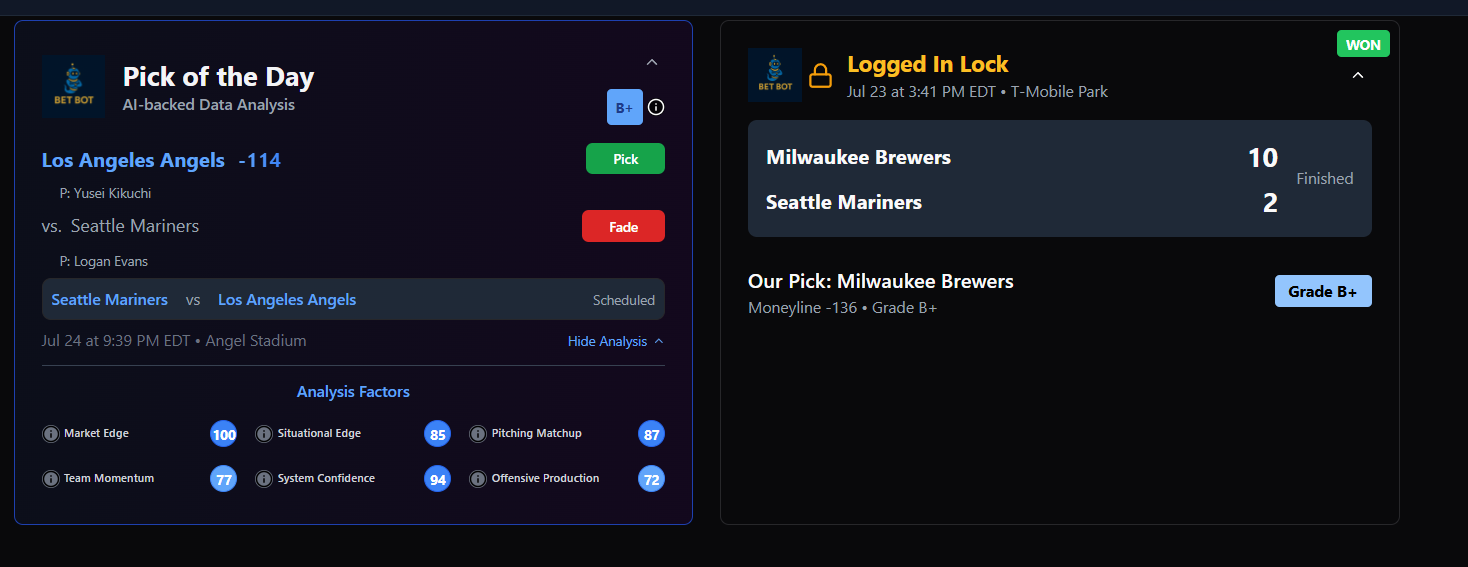 BET BOT
Pick of the Day
AI-backed Data Analysis
B+
Los Angeles Angels -114
Pick
P: Yusei Kikuchi
vs. Seattle Mariners
Fade
P: Logan Evans
Seattle Mariners vs Los Angeles Angels Scheduled
Jul 24 at 9:39 PM EDT • Angel Stadium
Hide Analysis
Analysis Factors
Market Edge 100 Situational Edge 85 Pitching Matchup 87
Team Momentum 77 System Confidence 94 Offensive Production 72
WON
BET BOT
Logged In Lock
Jul 23 at 3:41 PM EDT • T-Mobile Park
Milwaukee Brewers 10
Finished
Seattle Mariners 2
Our Pick: Milwaukee Brewers
Moneyline -136 • Grade B+
Grade B+